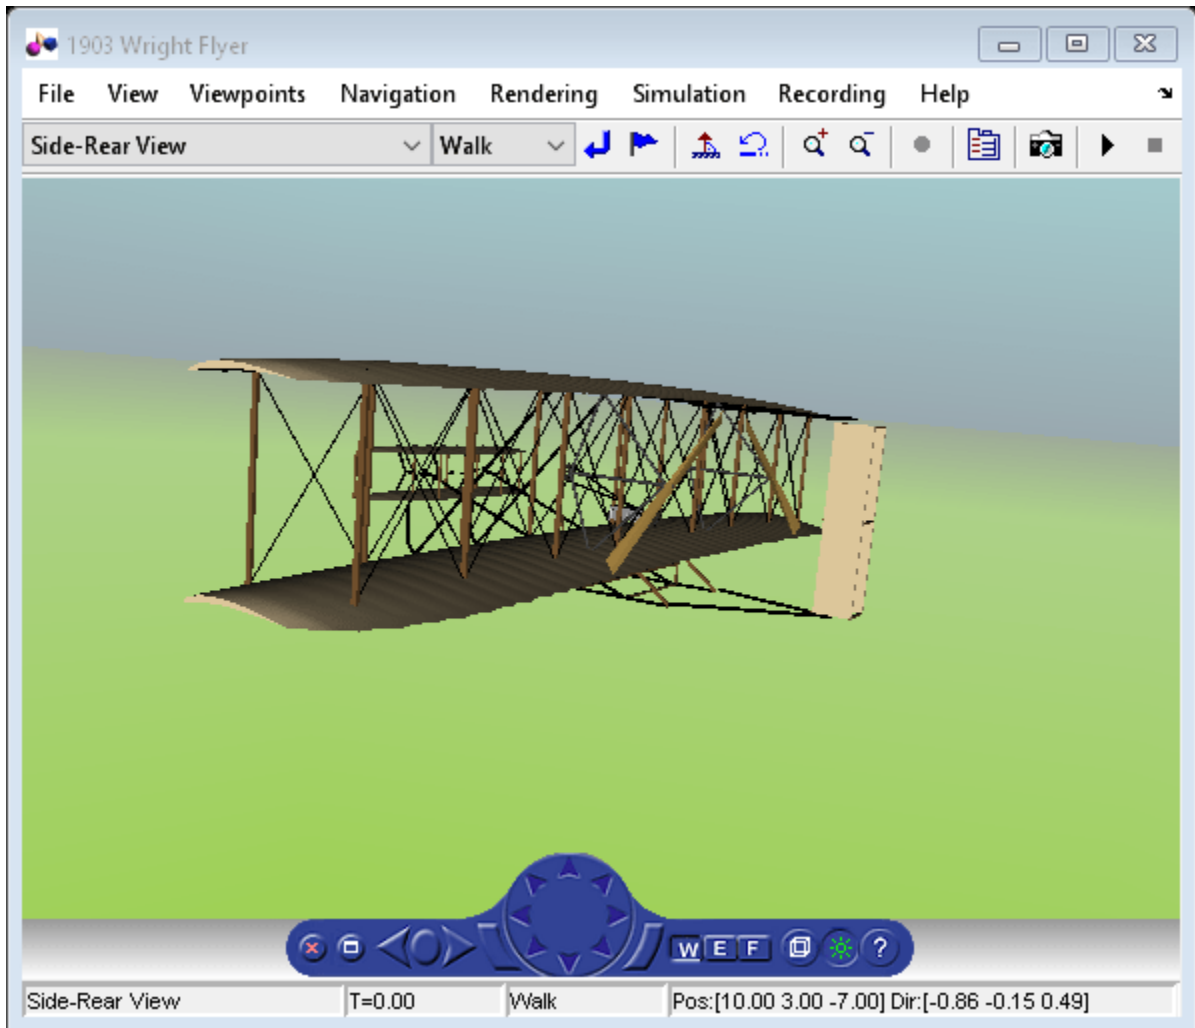 1903 Wright Flyer
File View Viewpoints Navigation Rendering Simulation Recording Help
Side-Rear View Walk
W E F ?
Side-Rear View T=0.00 Walk Pos:[10.00 3.00 -7.00] Dir:[-0.86 -0.15 0.49]